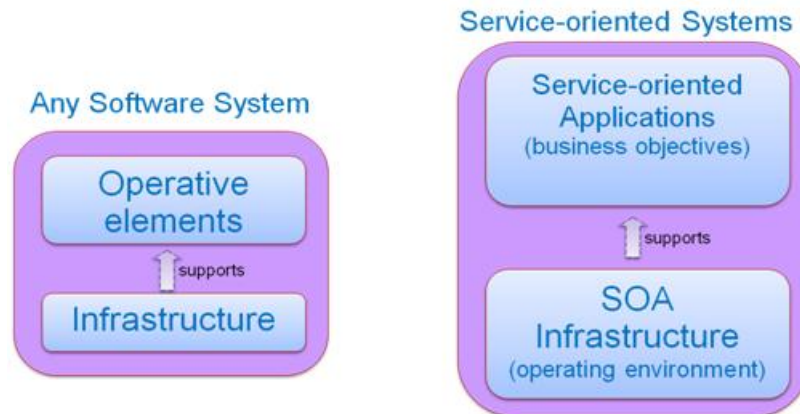 Any Software System
Operative
elements
supports
Infrastructure
Service-oriented Systems
Service-oriented
Applications
(business objectives)
supports
SOA
Infrastructure
(operating environment)